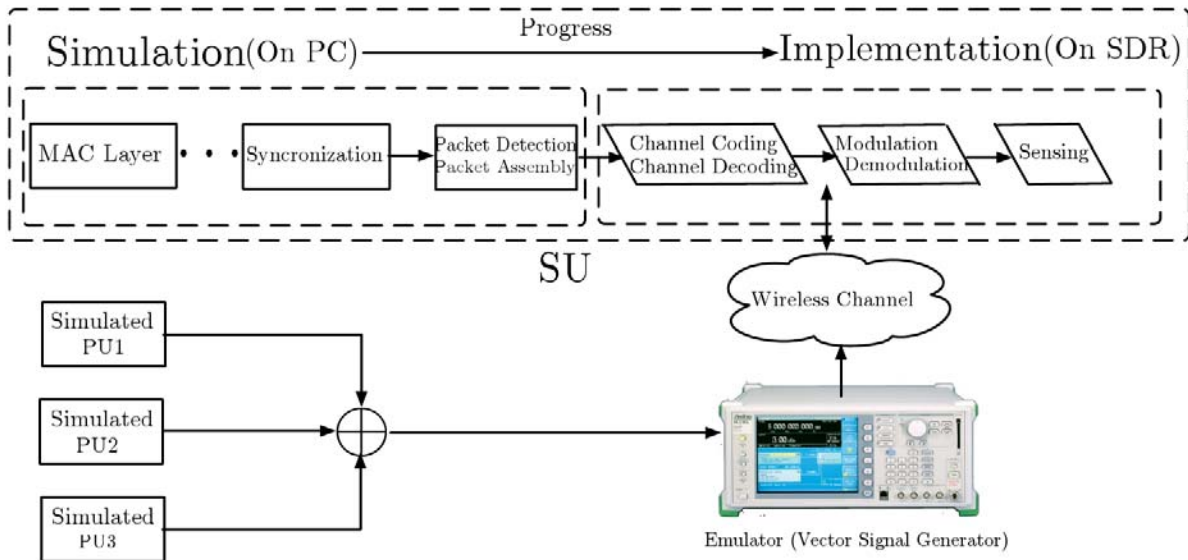 Progress
Simulation(On PC)
Implementation(On SDR)
MAC Layer
Syncronization
Packet Detection
Packet Assembly
Channel Coding
Channel Decoding
Modulation
Demodulation
Sensing
SU
Wireless Channel
Simulated
PU1
Simulated
PU2
Simulated
PU3
Emulator (Vector Signal Generator)